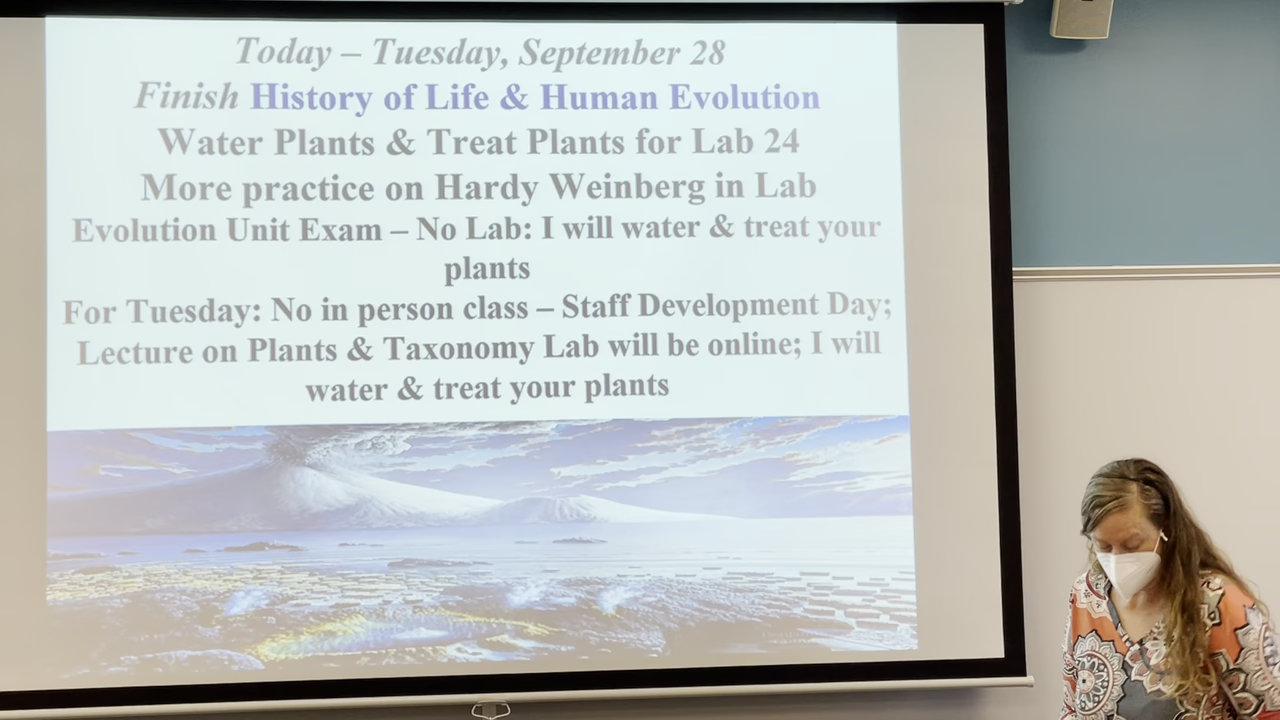 Today – Tuesday, September 28
Finish History of Life & Human Evolution
Water Plants & Treat Plants for Lab 24
More practice on Hardy Weinberg in Lab
Evolution Unit Exam – No Lab: I will water & treat your
plants
For Tuesday: No in person class – Staff Development Day;
Lecture on Plants & Taxonomy Lab will be online; I will
water & treat your plants